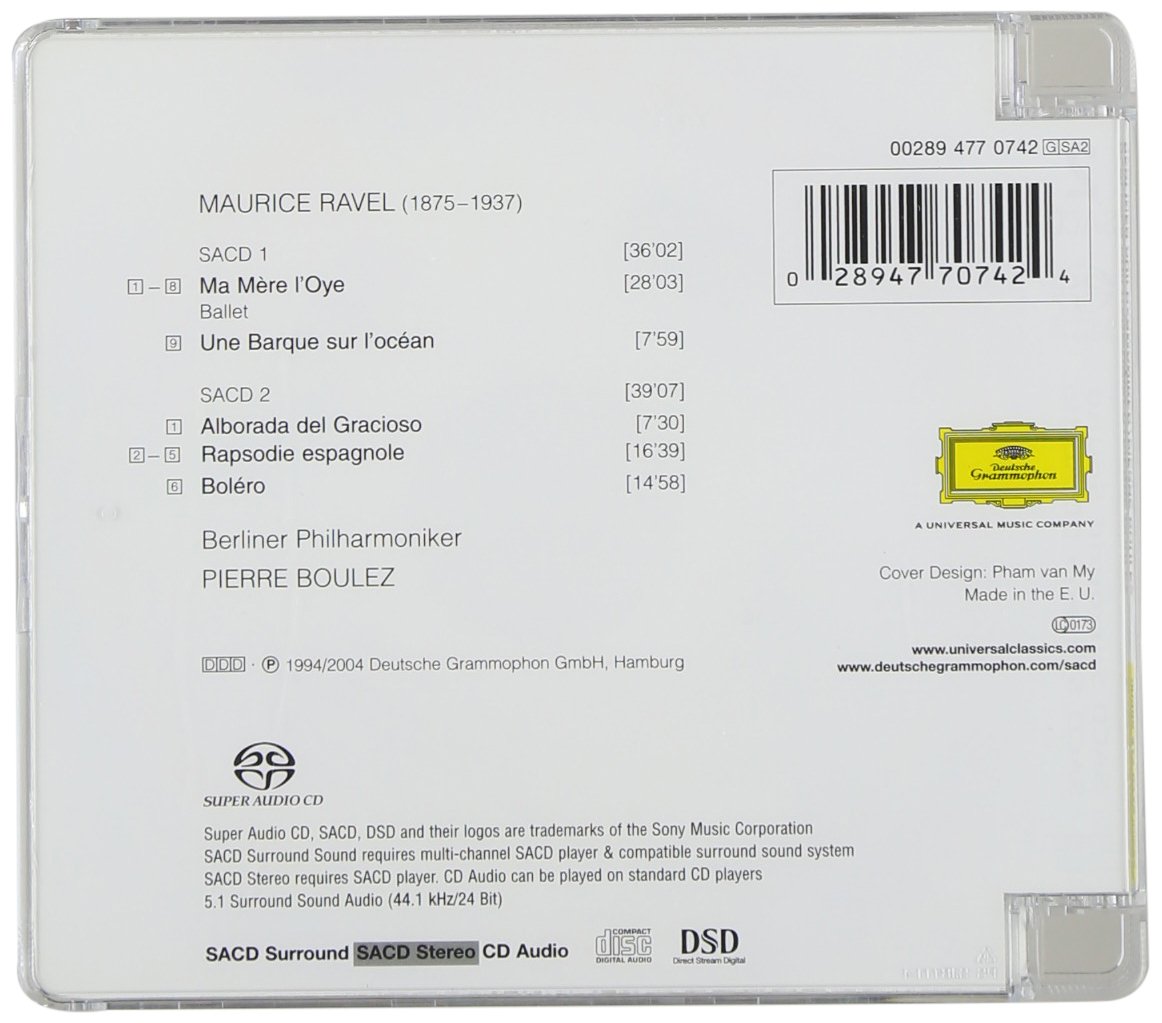 00289 477 0742 G SA2
0 28947 70742 4
MAURICE RAVEL (1875–1937)
SACD 1 [36'02]
1 – 8 Ma Mère l'Oye [28'03]
Ballet
9 Une Barque sur l'océan [7'59]
SACD 2 [39'07]
1 Alborada del Gracioso [7'30]
2 – 5 Rapsodie espagnole [16'39]
6 Boléro [14'58]
Berliner Philharmoniker
PIERRE BOULEZ
Deutsche
Grammophon
A UNIVERSAL MUSIC COMPANY
Cover Design: Pham van My
Made in the E. U.
LC 0173
www.universalclassics.com
www.deutschegrammophon.com/sacd
DDD · ℗ 1994/2004 Deutsche Grammophon GmbH, Hamburg
SUPER AUDIO CD
Super Audio CD, SACD, DSD and their logos are trademarks of the Sony Music Corporation
SACD Surround Sound requires multi-channel SACD player & compatible surround sound system
SACD Stereo requires SACD player. CD Audio can be played on standard CD players
5.1 Surround Sound Audio (44.1 kHz/24 Bit)
SACD Surround SACD Stereo CD Audio
COMPACT
disc
DIGITAL AUDIO
DSD
Direct Stream Digital